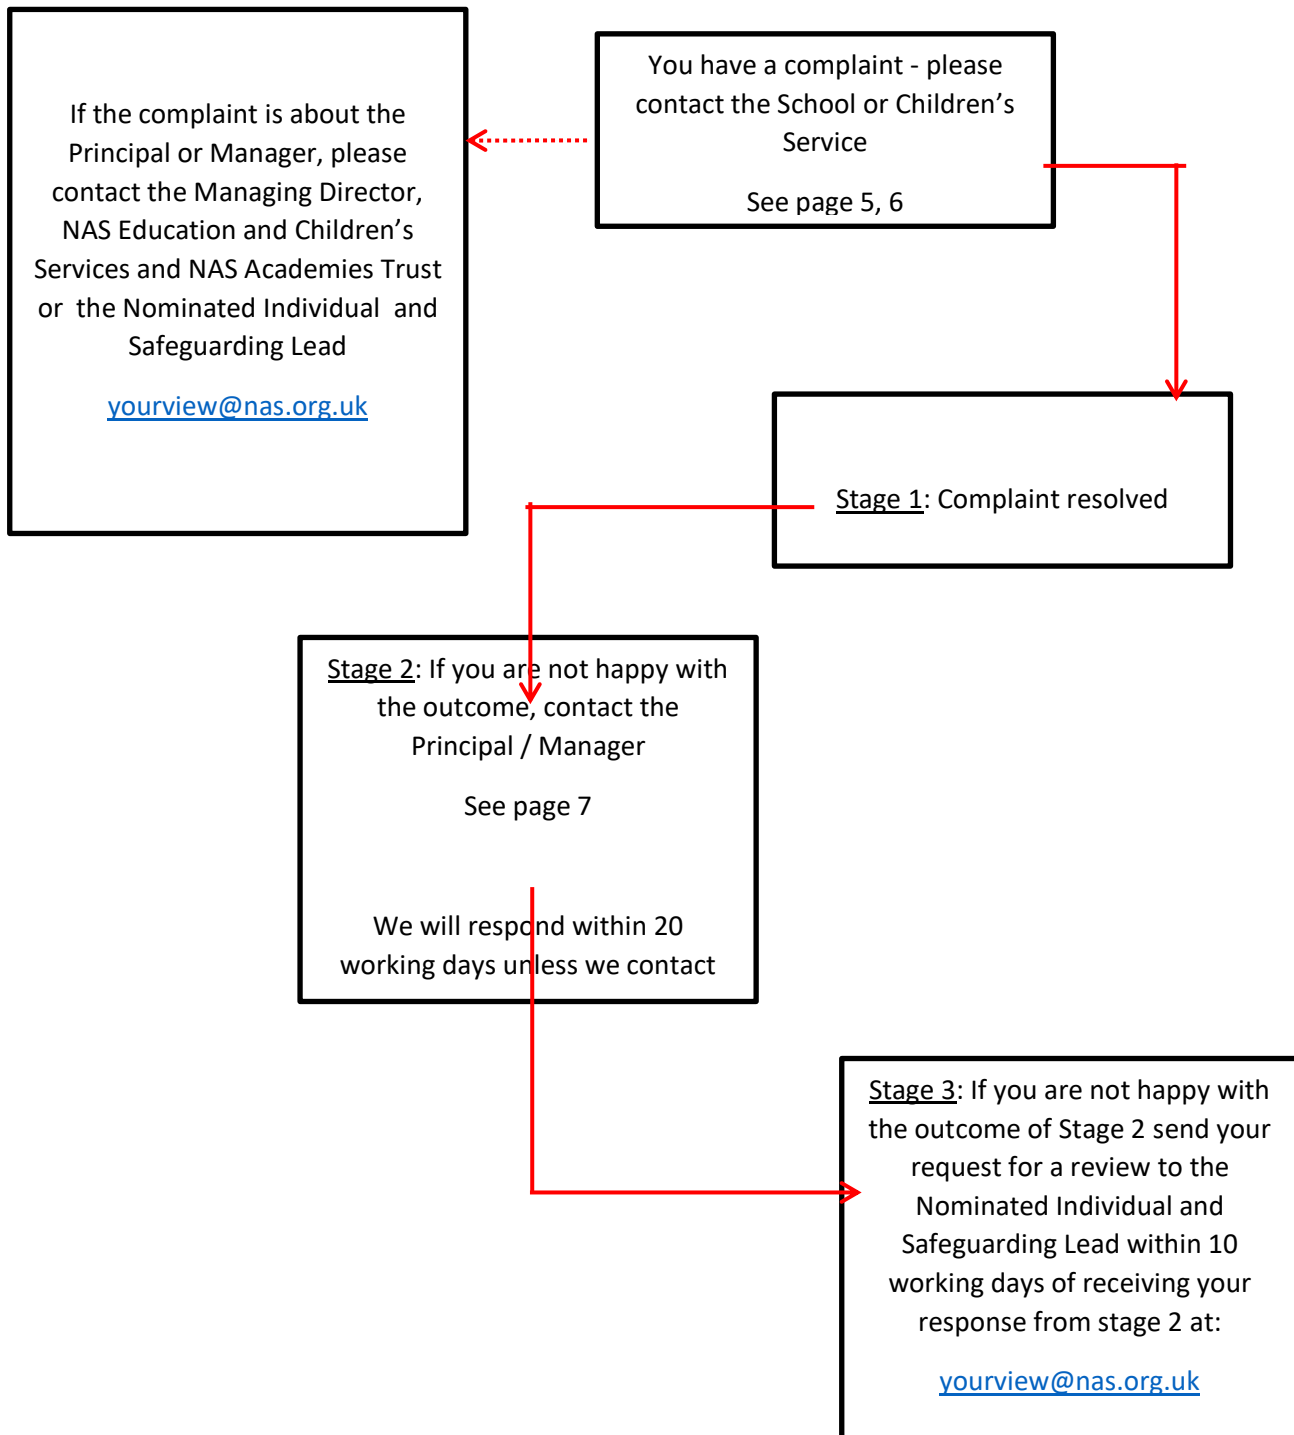 If the complaint is about the
Principal or Manager, please
contact the Managing Director,
NAS Education and Children’s
Services and NAS Academies Trust
or  the Nominated Individual  and
Safeguarding Lead
yourview@nas.org.uk
You have a complaint - please
contact the School or Children’s
Service
See page 5, 6
Stage 1: Complaint resolved
Stage 2: If you are not happy with
the outcome, contact the
Principal / Manager
See page 7
We will respond within 20
working days unless we contact
Stage 3: If you are not happy with
the outcome of Stage 2 send your
request for a review to the
Nominated Individual and
Safeguarding Lead within 10
working days of receiving your
response from stage 2 at:
yourview@nas.org.uk